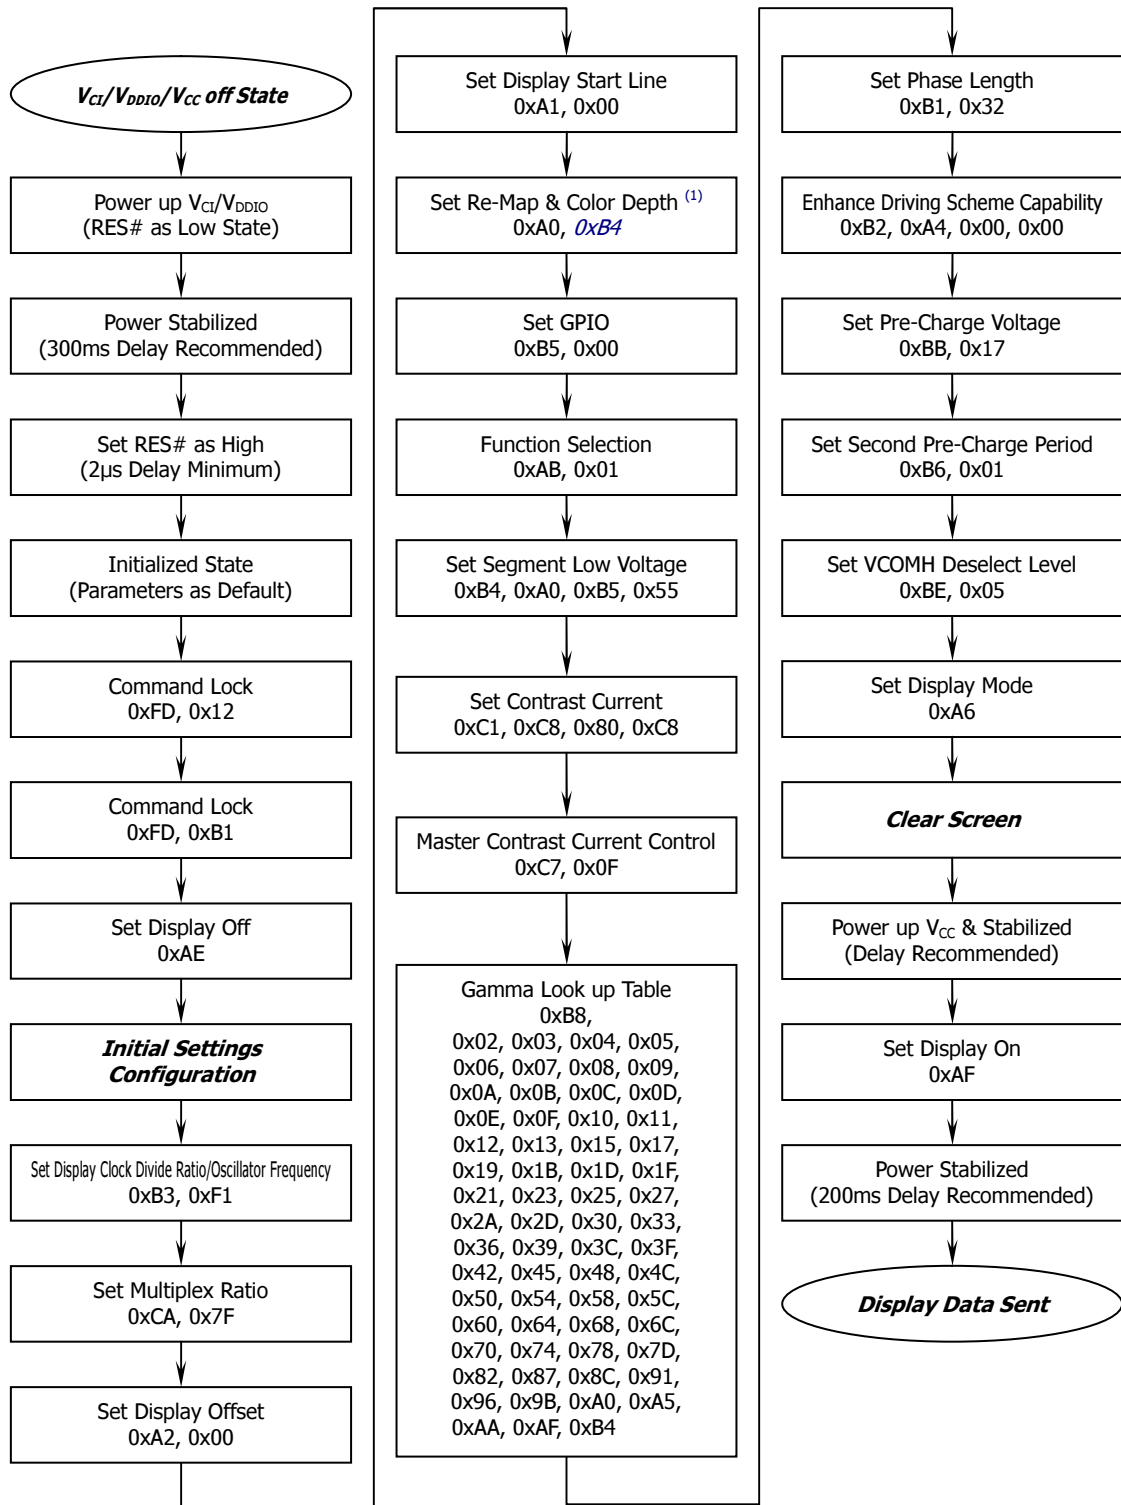 VCI/VDDIO/VCC off State
Power up VCI/VDDIO
(RES# as Low State)
Power Stabilized
(300ms Delay Recommended)
Set RES# as High
(2µs Delay Minimum)
Initialized State
(Parameters as Default)
Command Lock
0xFD, 0x12
Command Lock
0xFD, 0xB1
Set Display Off
0xAE
Initial Settings
Configuration
Set Display Clock Divide Ratio/Oscillator Frequency
0xB3, 0xF1
Set Multiplex Ratio
0xCA, 0x7F
Set Display Offset
0xA2, 0x00
Set Display Start Line
0xA1, 0x00
Set Re-Map & Color Depth (1)
0xA0, 0xB4
Set GPIO
0xB5, 0x00
Function Selection
0xAB, 0x01
Set Segment Low Voltage
0xB4, 0xA0, 0xB5, 0x55
Set Contrast Current
0xC1, 0xC8, 0x80, 0xC8
Master Contrast Current Control
0xC7, 0x0F
Gamma Look up Table
0xB8,
0x02, 0x03, 0x04, 0x05,
0x06, 0x07, 0x08, 0x09,
0x0A, 0x0B, 0x0C, 0x0D,
0x0E, 0x0F, 0x10, 0x11,
0x12, 0x13, 0x15, 0x17,
0x19, 0x1B, 0x1D, 0x1F,
0x21, 0x23, 0x25, 0x27,
0x2A, 0x2D, 0x30, 0x33,
0x36, 0x39, 0x3C, 0x3F,
0x42, 0x45, 0x48, 0x4C,
0x50, 0x54, 0x58, 0x5C,
0x60, 0x64, 0x68, 0x6C,
0x70, 0x74, 0x78, 0x7D,
0x82, 0x87, 0x8C, 0x91,
0x96, 0x9B, 0xA0, 0xA5,
0xAA, 0xAF, 0xB4
Set Phase Length
0xB1, 0x32
Enhance Driving Scheme Capability
0xB2, 0xA4, 0x00, 0x00
Set Pre-Charge Voltage
0xBB, 0x17
Set Second Pre-Charge Period
0xB6, 0x01
Set VCOMH Deselect Level
0xBE, 0x05
Set Display Mode
0xA6
Clear Screen
Power up VCC & Stabilized
(Delay Recommended)
Set Display On
0xAF
Power Stabilized
(200ms Delay Recommended)
Display Data Sent